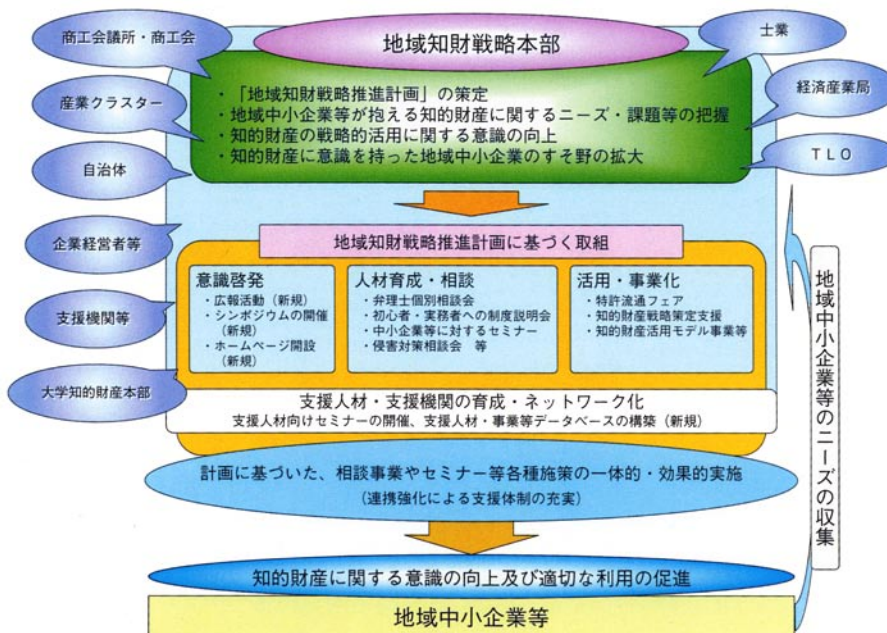 地域知財戦略本部
商工会議所・商工会
産業クラスター
自治体
企業経営者等
支援機関等
大学知的財産本部
士業
経済産業局
TLO
・「地域知財戦略推進計画」の策定
・地域中小企業等が抱える知的財産に関するニーズ・課題等の把握
・知的財産の戦略的活用に関する意識の向上
・知的財産に意識を持った地域中小企業のすそ野の拡大
地域知財戦略推進計画に基づく取組
意識啓発
・広報活動(新規)
・シンポジウムの開催
(新規)
・ホームページ開設
(新規)
人材育成・相談
・弁理士個別相談会
・初心者・実務者への制度説明会
・中小企業等に対するセミナー
・侵害対策相談会 等
活用・事業化
・特許流通フェア
・知的財産戦略策定支援
・知的財産活用モデル事業等
支援人材・支援機関の育成・ネットワーク化
支援人材向けセミナーの開催、支援人材・事業等データベースの構築(新規)
計画に基づいた、相談事業やセミナー等各種施策の一体的・効果的実施
(連携強化による支援体制の充実)
知的財産に関する意識の向上及び適切な利用の促進
地域中小企業等
地域中小企業等のニーズの収集